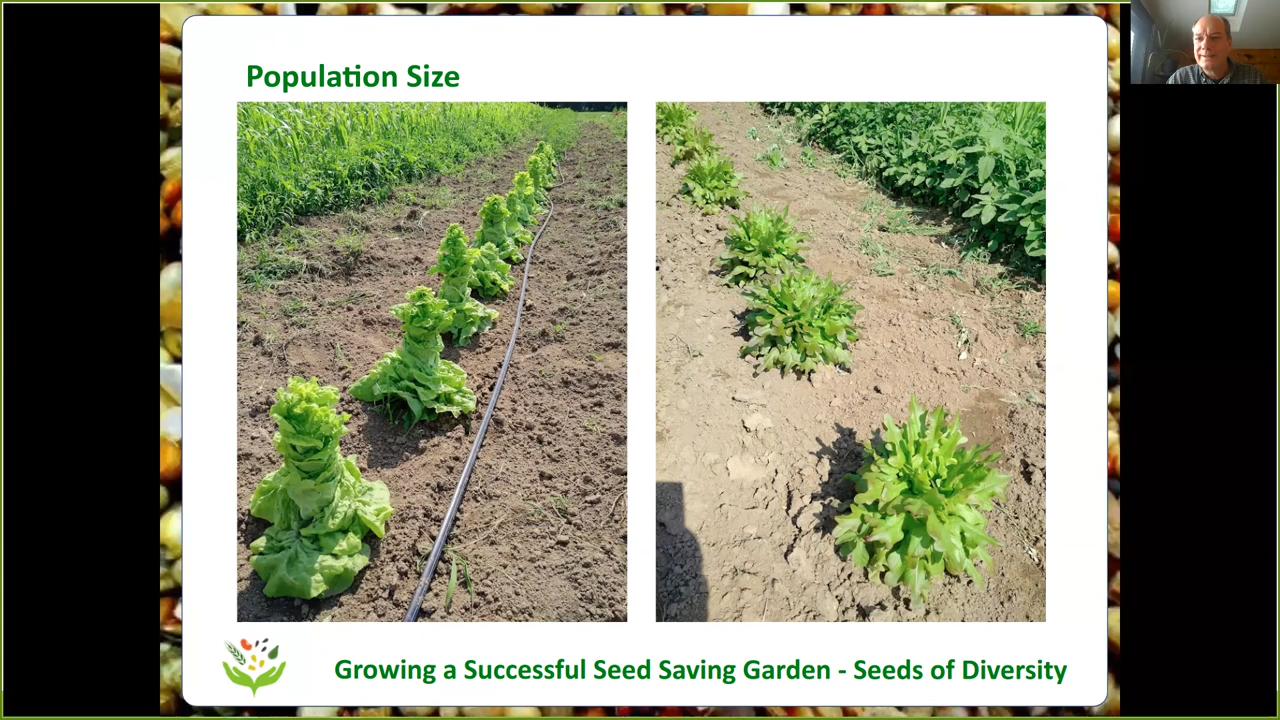 Population Size
Growing a Successful Seed Saving Garden - Seeds of Diversity